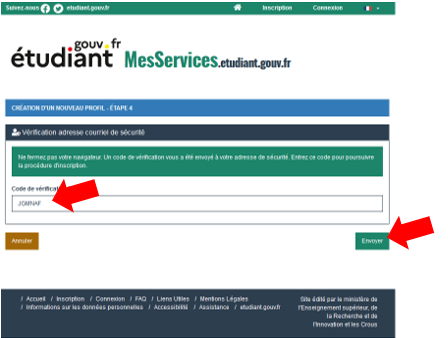 Suivez-nous etudiant.gouv.fr Inscription Connexion
gouv.fr
étudiant MesServices.etudiant.gouv.fr
CRÉATION D'UN NOUVEAU PROFIL - ÉTAPE 4
Vérification adresse courriel de sécurité
Ne fermez pas votre navigateur. Un code de vérification vous a été envoyé à votre adresse de sécurité. Entrez ce code pour poursuivre
la procédure d'inscription.
Code de vérificat
Annuler Envoyer
/ Accueil / Inscription / Connexion / FAQ / Liens Utiles / Mentions Légales
/ Informations sur les données personnelles / Accessibilité / Assistance / etudiant.gouv.fr
Site édité par le ministère de
l'Enseignement supérieur, de
la Recherche et de
l'Innovation et les Crous